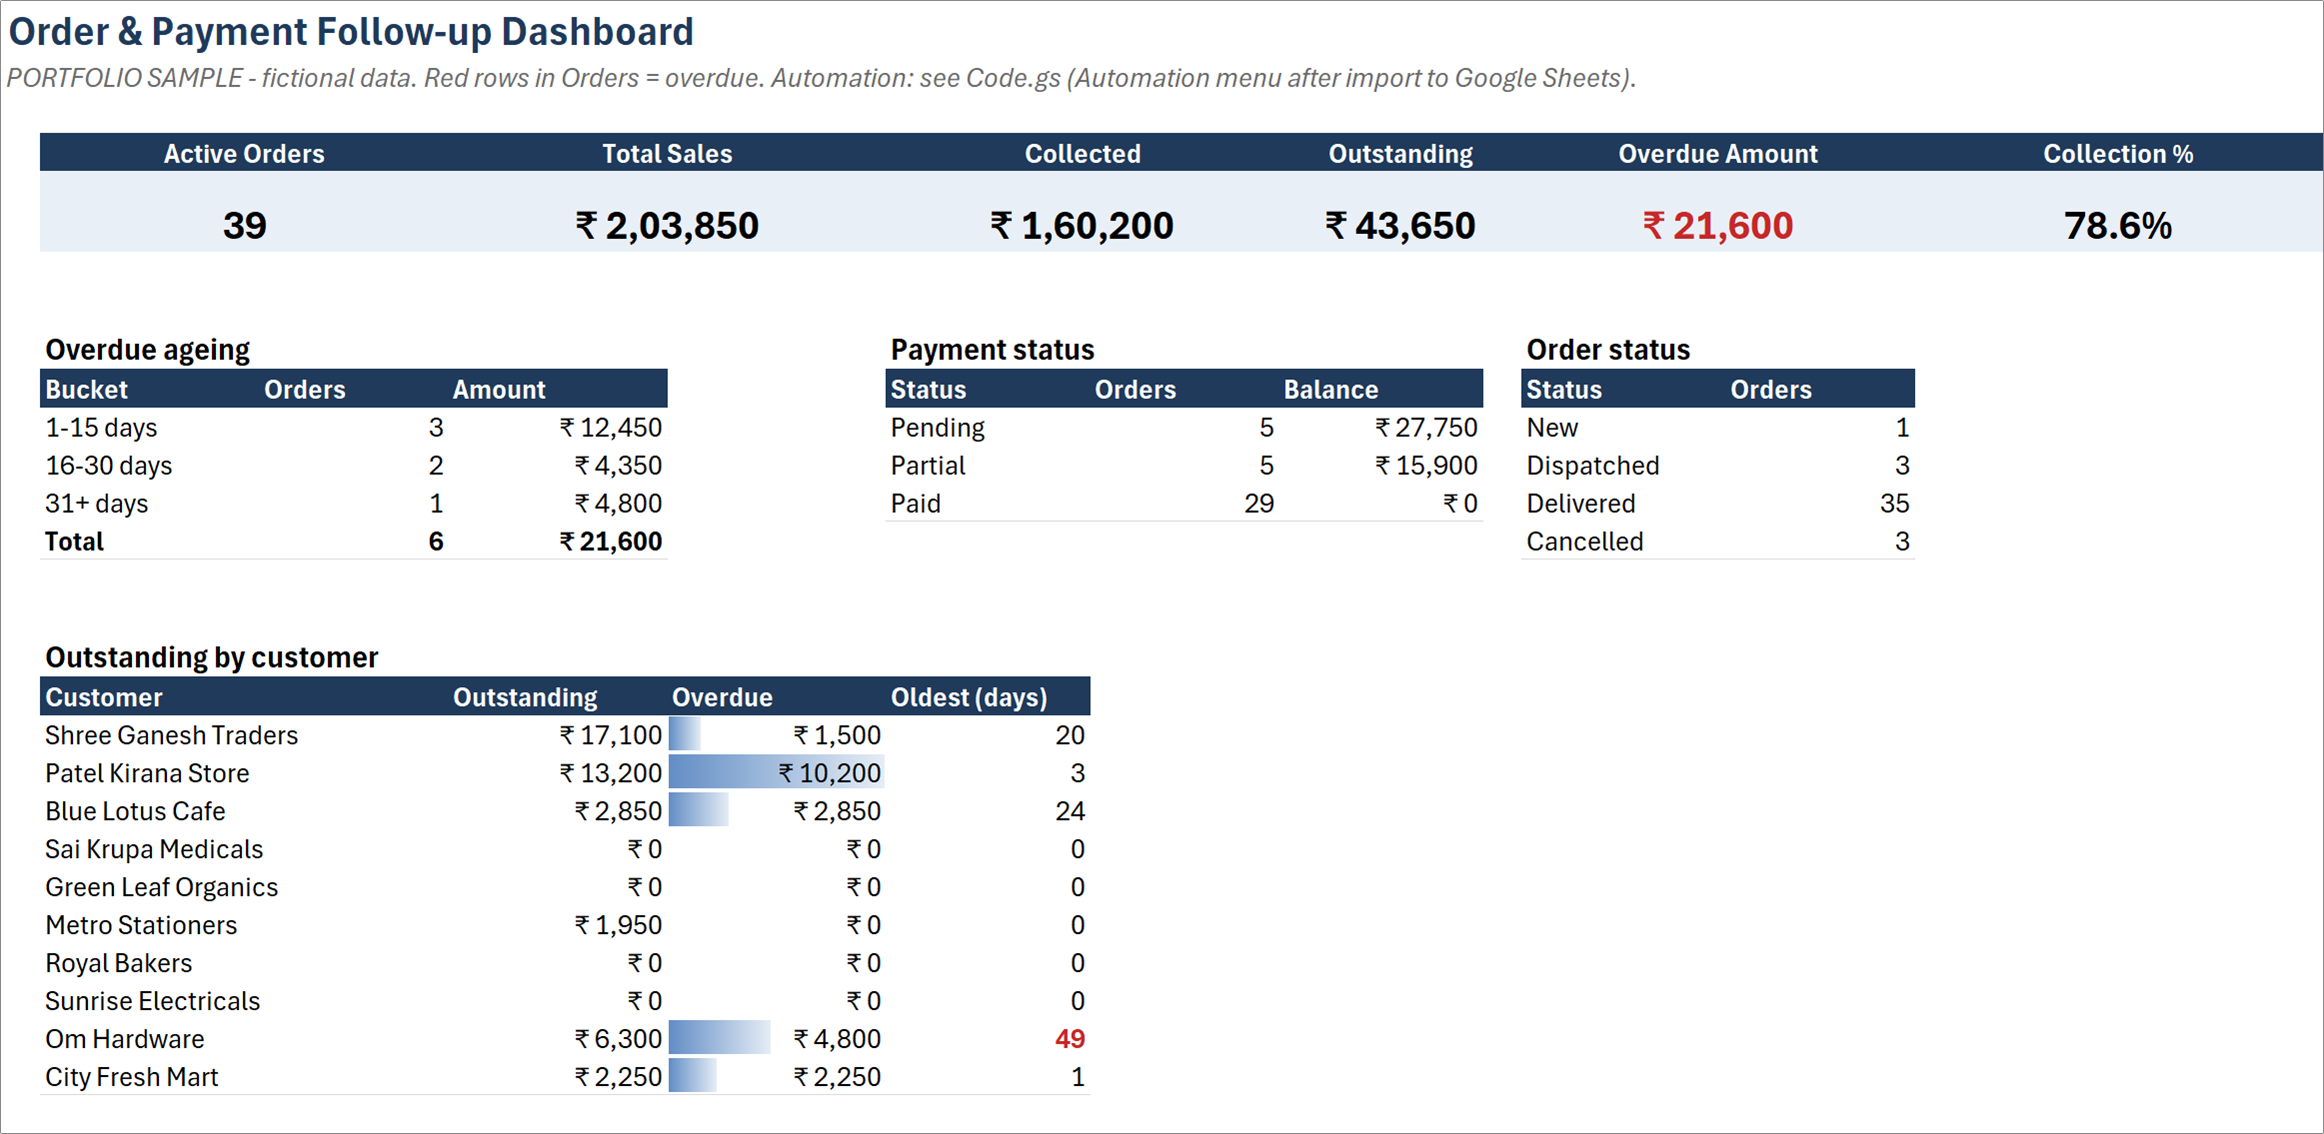 Order & Payment Follow-up Dashboard
PORTFOLIO SAMPLE - fictional data. Red rows in Orders = overdue. Automation: see Code.gs (Automation menu after import to Google Sheets).
Active Orders Total Sales Collected Outstanding Overdue Amount Collection %
39 ₹ 2,03,850 ₹ 1,60,200 ₹ 43,650 ₹ 21,600 78.6%
Overdue ageing
Bucket Orders Amount
1-15 days 3 ₹ 12,450
16-30 days 2 ₹ 4,350
31+ days 1 ₹ 4,800
Total 6 ₹ 21,600
Payment status
Status Orders Balance
Pending 5 ₹ 27,750
Partial 5 ₹ 15,900
Paid 29 ₹ 0
Order status
Status Orders
New 1
Dispatched 3
Delivered 35
Cancelled 3
Outstanding by customer
Customer Outstanding Overdue Oldest (days)
Shree Ganesh Traders ₹ 17,100 ₹ 1,500 20
Patel Kirana Store ₹ 13,200 ₹ 10,200 3
Blue Lotus Cafe ₹ 2,850 ₹ 2,850 24
Sai Krupa Medicals ₹ 0 ₹ 0 0
Green Leaf Organics ₹ 0 ₹ 0 0
Metro Stationers ₹ 1,950 ₹ 0 0
Royal Bakers ₹ 0 ₹ 0 0
Sunrise Electricals ₹ 0 ₹ 0 0
Om Hardware ₹ 6,300 ₹ 4,800 49
City Fresh Mart ₹ 2,250 ₹ 2,250 1